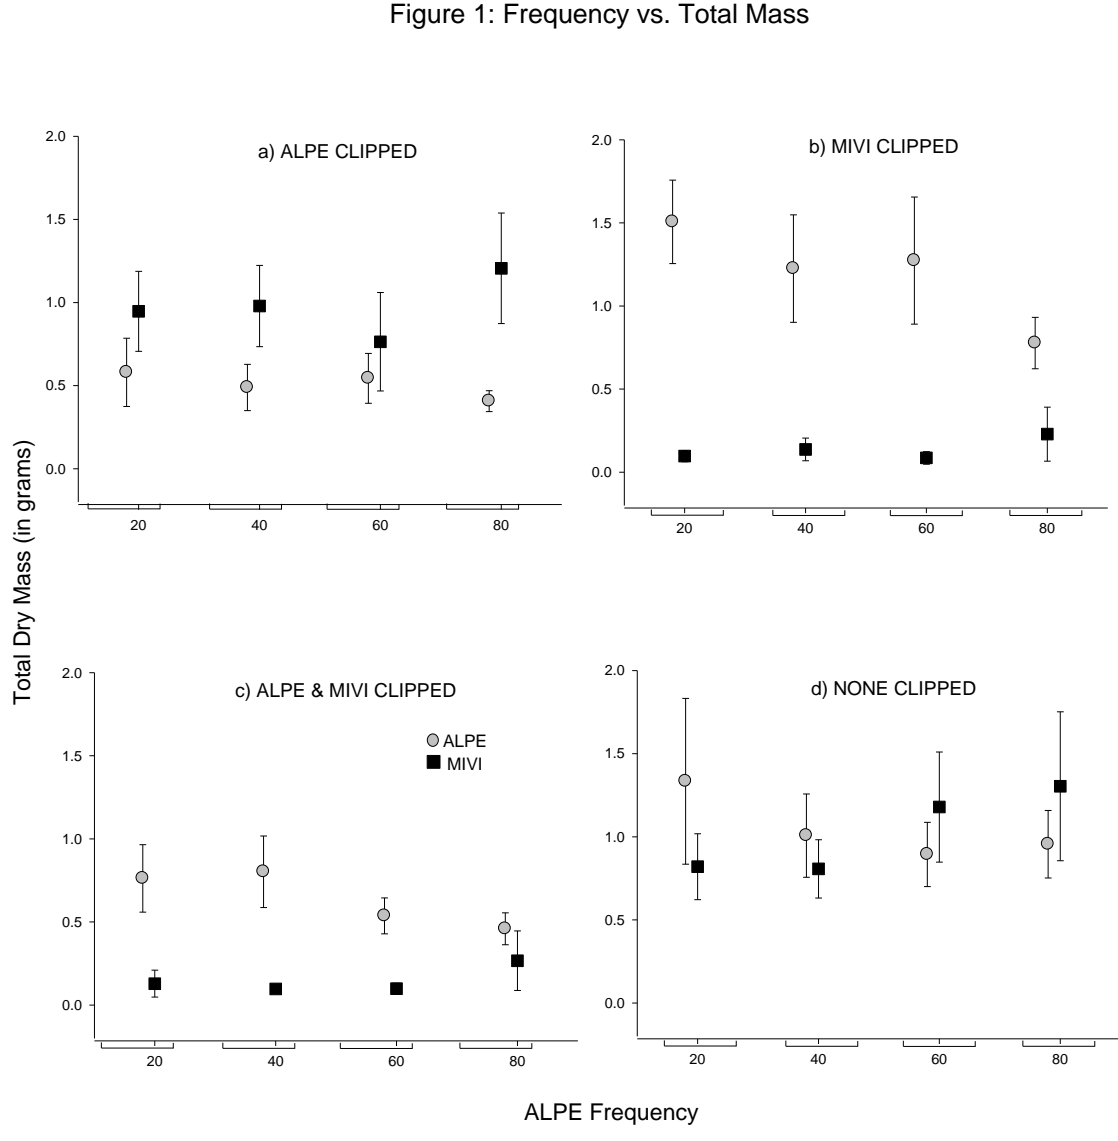 Figure 1: Frequency vs. Total Mass
a) ALPE CLIPPED
2.0
1.5
1.0
0.5
0.0
20 40 60 80
b) MIVI CLIPPED
2.0
1.5
1.0
0.5
0.0
20 40 60 80
Total Dry Mass (in grams)
c) ALPE & MIVI CLIPPED
ALPE
MIVI
2.0
1.5
1.0
0.5
0.0
20 40 60 80
d) NONE CLIPPED
2.0
1.5
1.0
0.5
0.0
20 40 60 80
ALPE Frequency